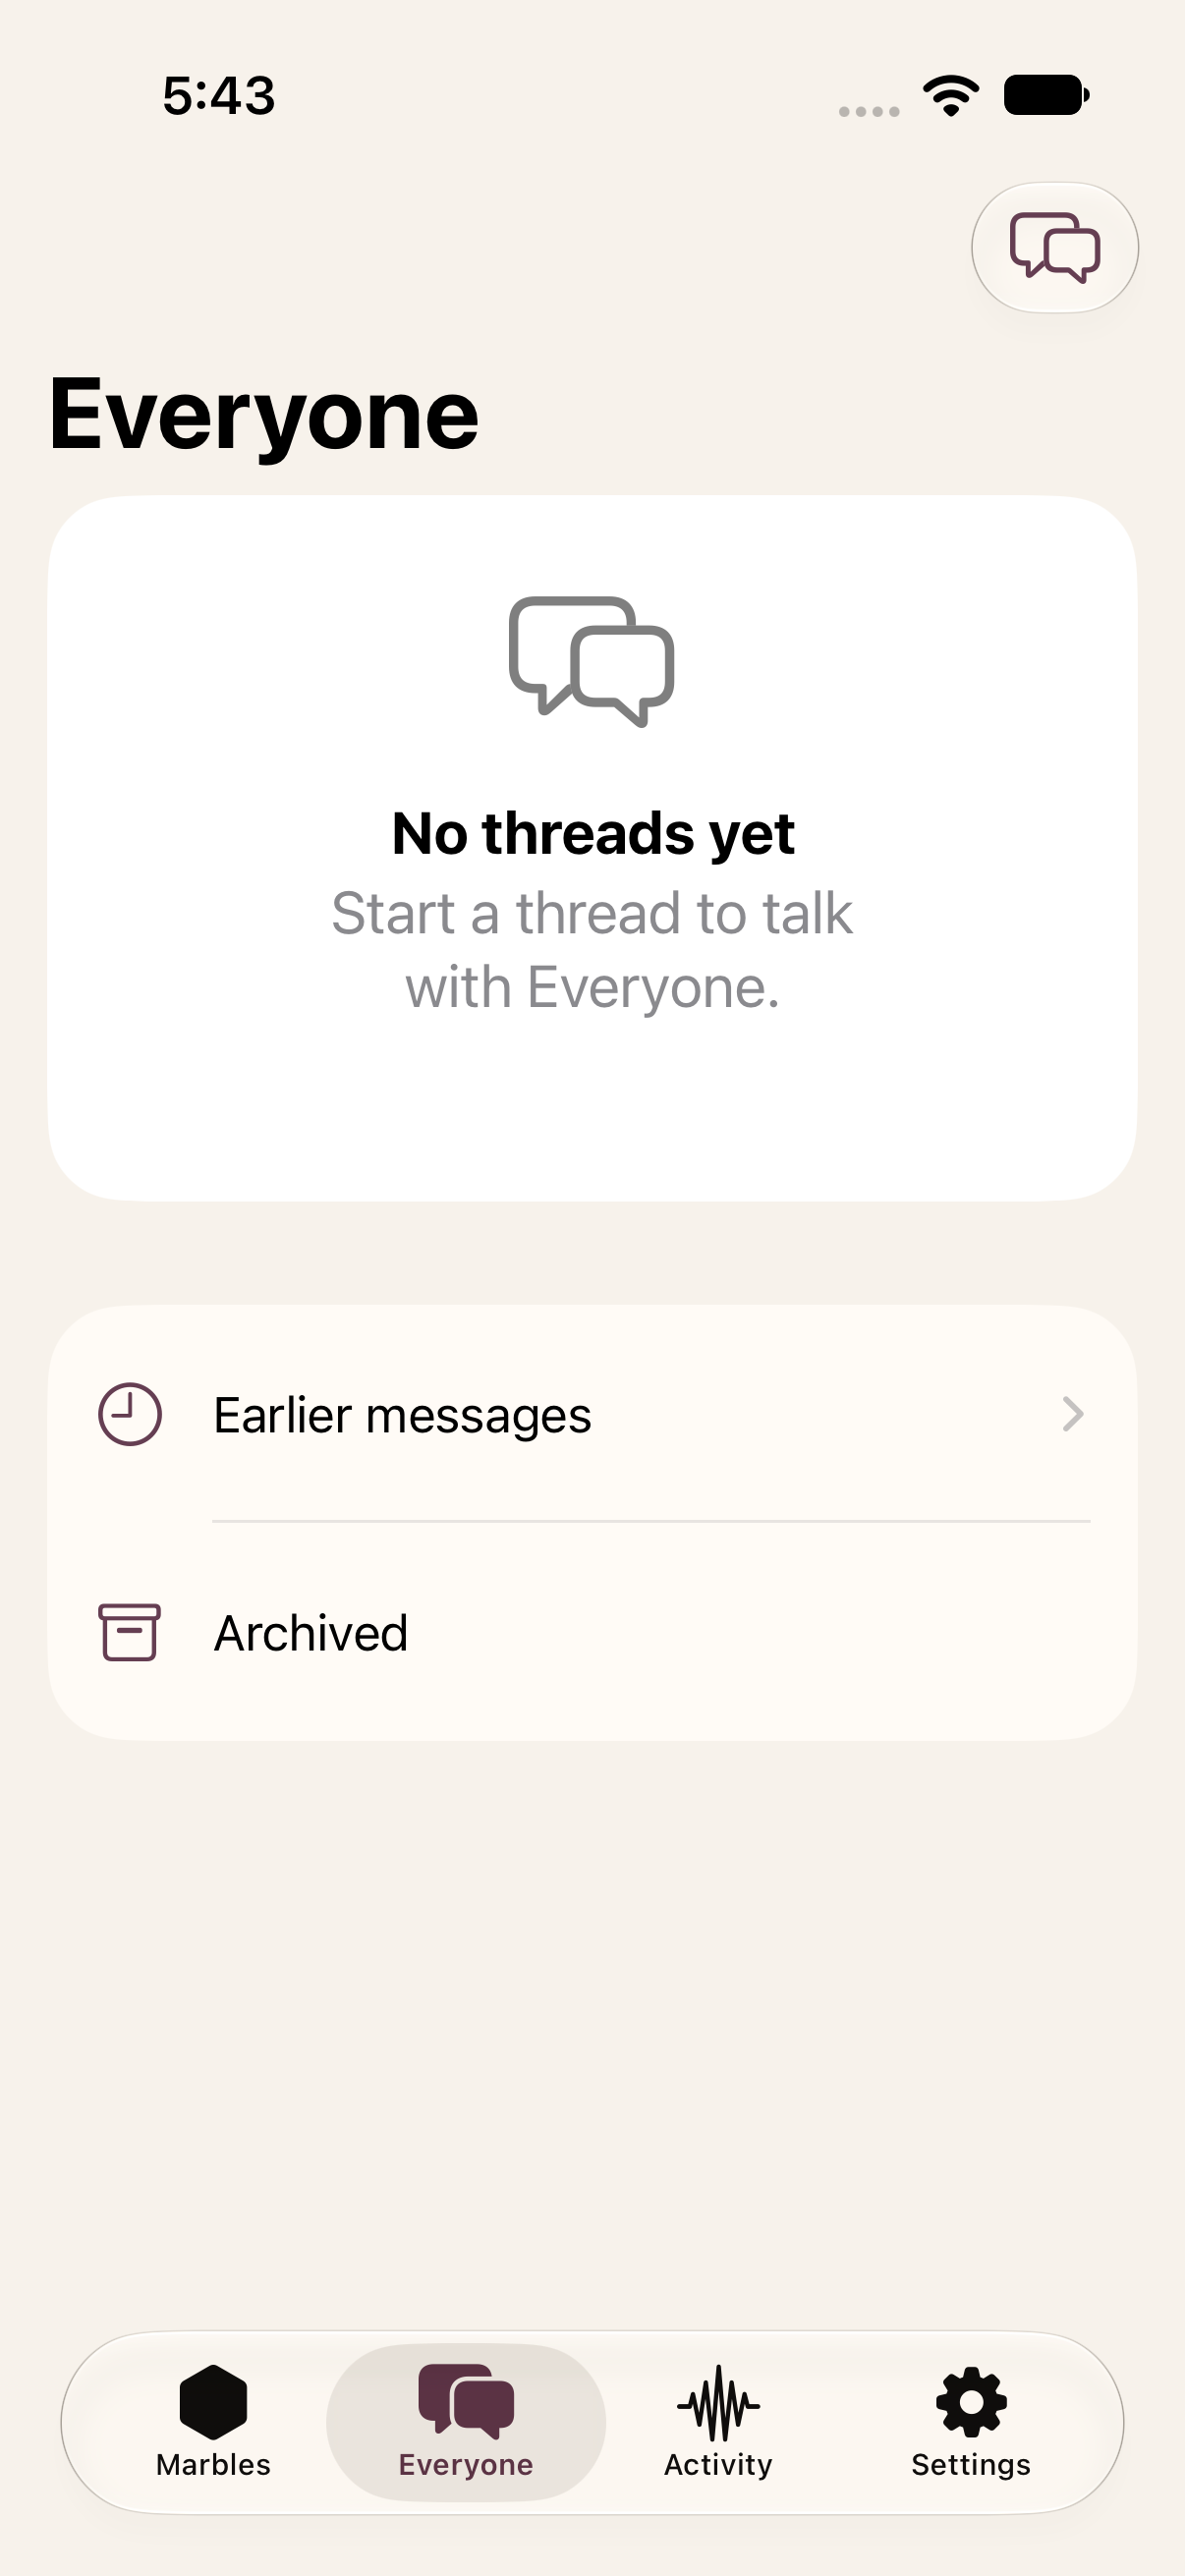 5:43
Everyone
No threads yet
Start a thread to talk
with Everyone.
Earlier messages
Archived
Marbles
Everyone
Activity
Settings